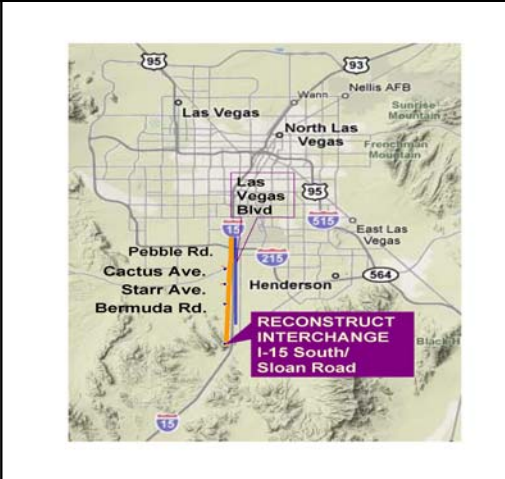 95
93
Nellis AFB
Wann
Las Vegas
Sunrise
Mountain
North Las
Vegas
Frenchman
Mountain
Las
Vegas
Blvd
95
515
15
East Las
Vegas
Pebble Rd.
215
Cactus Ave.
564
Starr Ave.
Henderson
Bermuda Rd.
RECONSTRUCT
INTERCHANGE
I-15 South/
Sloan Road
Black
15